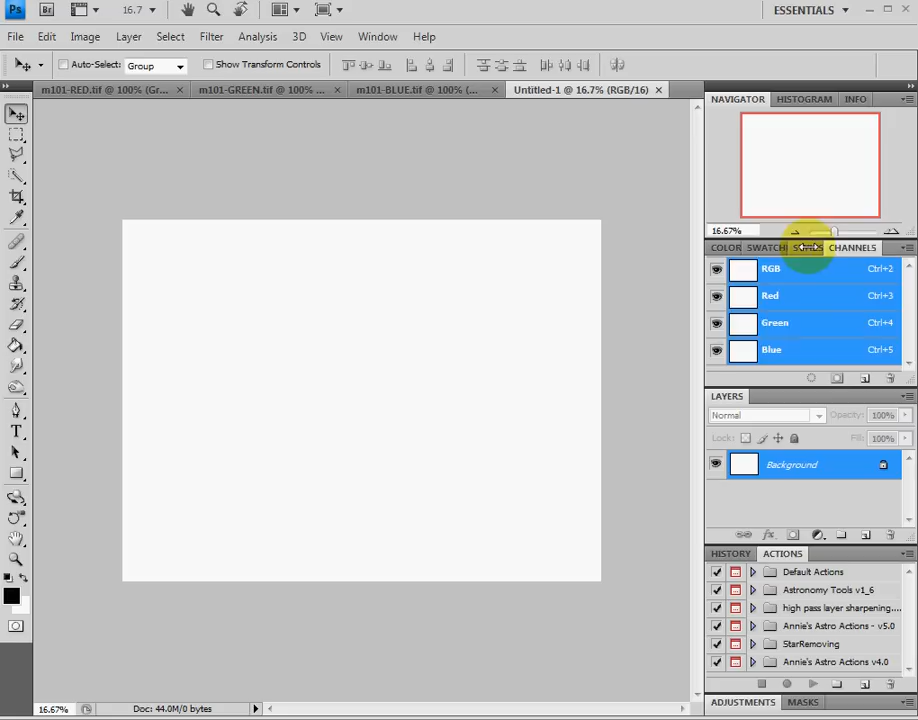 Ps Br 16.7 ESSENTIALS
File Edit Image Layer Select Filter Analysis 3D View Window Help
Auto-Select: Group Show Transform Controls
m101-RED.tif @ 100% (Gr... m101-GREEN.tif @ 100% ... m101-BLUE.tif @ 100% (... Untitled-1 @ 16.7% (RGB/16)
NAVIGATOR HISTOGRAM INFO
16.67%
COLOR SWATCH STYLES CHANNELS
RGB Ctrl+2
Red Ctrl+3
Green Ctrl+4
Blue Ctrl+5
LAYERS
Normal Opacity: 100%
Lock: Fill: 100%
Background
fx
HISTORY ACTIONS
Default Actions
Astronomy Tools v1_6
high pass layer sharpening....
Annie's Astro Actions - v5.0
StarRemoving
Annie's Astro Actions v4.0
ADJUSTMENTS MASKS
T
16.67% Doc: 44.0M/0 bytes